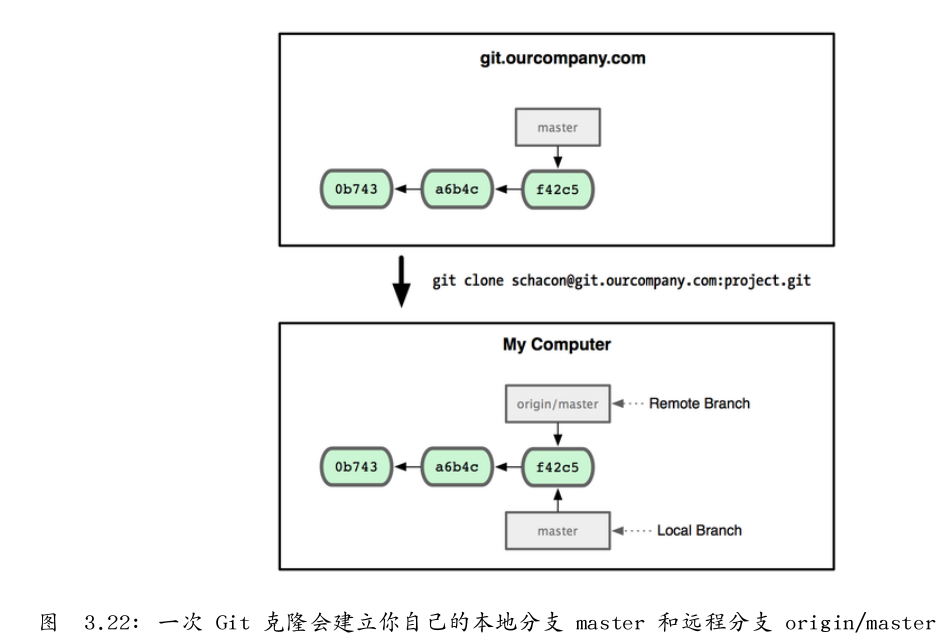 git.ourcompany.com
master
0b743
a6b4c
f42c5
git clone schacon@git.ourcompany.com:project.git
My Computer
origin/master
Remote Branch
0b743
a6b4c
f42c5
master
Local Branch
图 3.22: 一次 Git 克隆会建立你自己的本地分支 master 和远程分支 origin/master